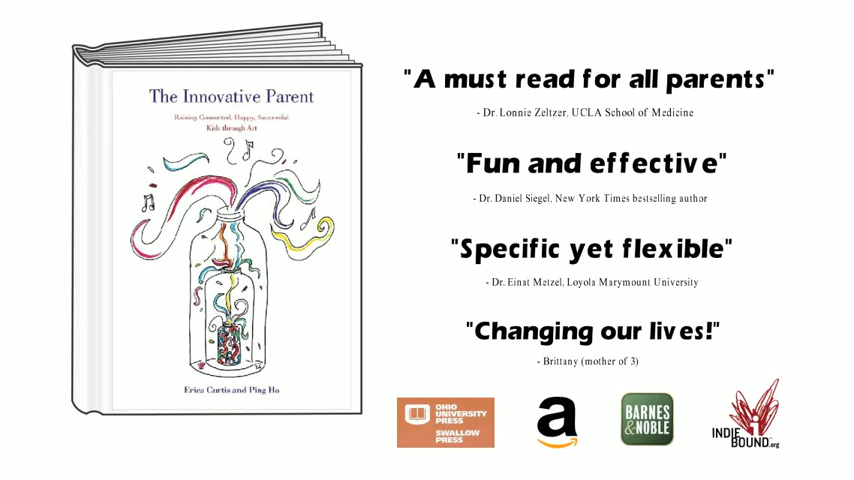 The Innovative Parent
Raising Connected, Happy, Successful
Kids through Art
Erica Curtis and Ping Ho
"A must read for all parents"
- Dr. Lonnie Zeltzer, UCLA School of Medicine
"Fun and effective"
- Dr. Daniel Siegel, New York Times bestselling author
"Specific yet flexible"
- Dr. Einat Metzel, Loyola Marymount University
"Changing our lives!"
- Brittany (mother of 3)
OHIO
UNIVERSITY
PRESS
SWALLOW
PRESS
a
BARNES
&NOBLE
INDIE
BOUND.org